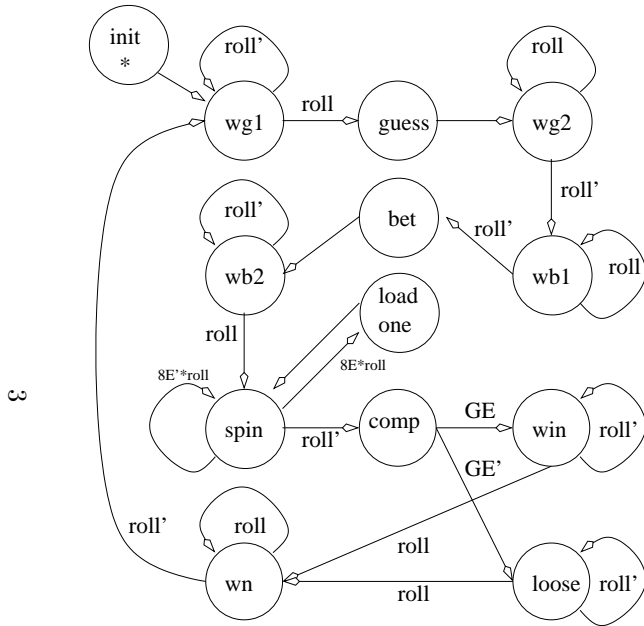 init
*
roll'
roll
roll
wg1
guess
wg2
roll'
roll'
bet
roll'
wb2
wb1
roll
load
one
roll
8E'*roll
8E*roll
spin
roll'
comp
GE
win
roll'
GE'
3
roll'
roll
roll
wn
roll
loose
roll'